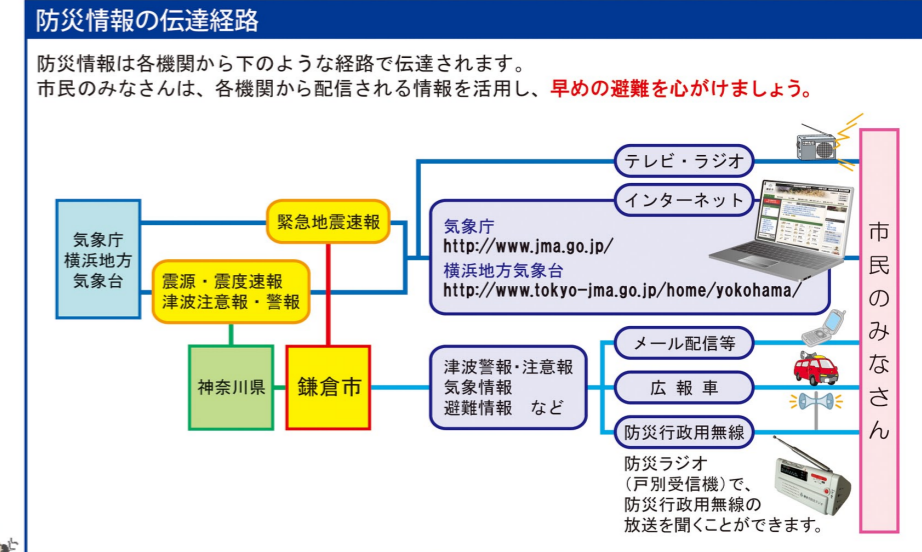 防災情報の伝達経路
防災情報は各機関から下のような経路で伝達されます。
市民のみなさんは、各機関から配信される情報を活用し、早めの避難を心がけましょう。
テレビ・ラジオ
インターネット
緊急地震速報
気象庁
横浜地方
気象台
震源・震度速報
津波注意報・警報
気象庁
http://www.jma.go.jp/
横浜地方気象台
http://www.tokyo-jma.go.jp/home/yokohama/
市民のみなさん
神奈川県
鎌倉市
津波警報・注意報
気象情報
避難情報 など
メール配信等
広報車
防災行政用無線
防災ラジオ
(戸別受信機)で、
防災行政用無線の
放送を聞くことができます。